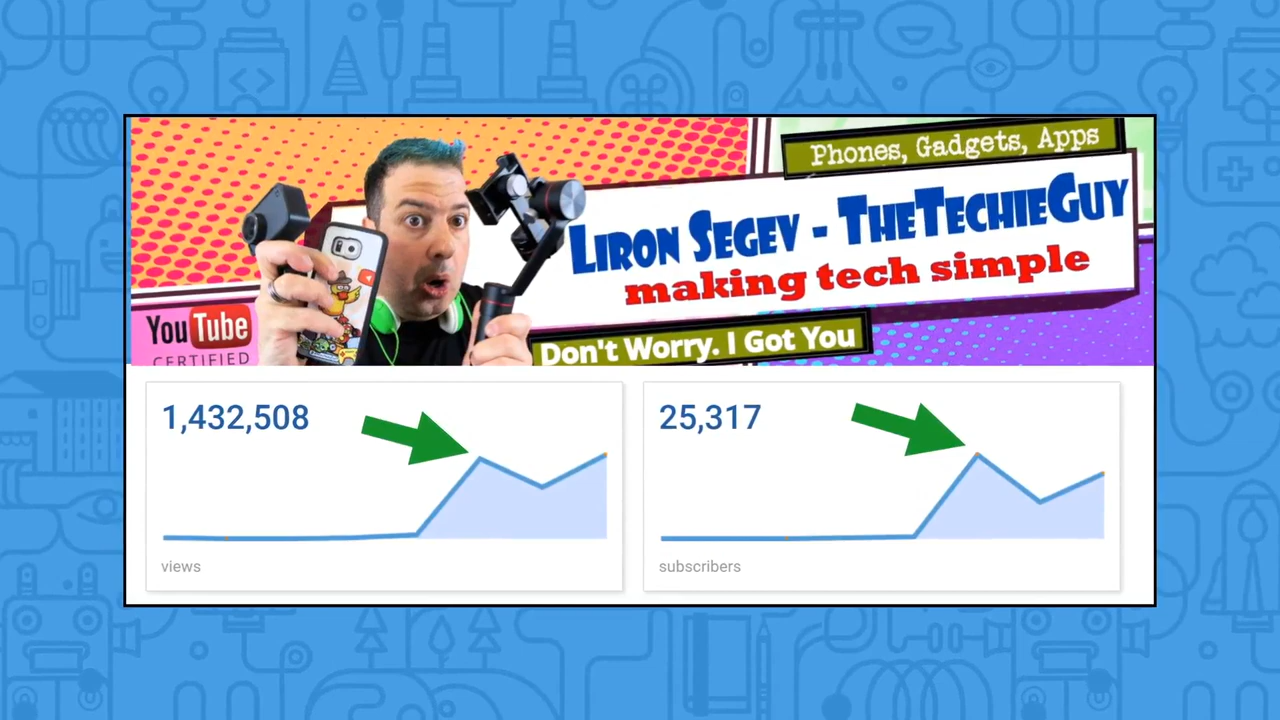 Phones, Gadgets, Apps
LIRON SEGEV - THETECHIEGUY
making tech simple
YouTube
CERTIFIED
Don't Worry. I Got You
1,432,508
25,317
views
subscribers